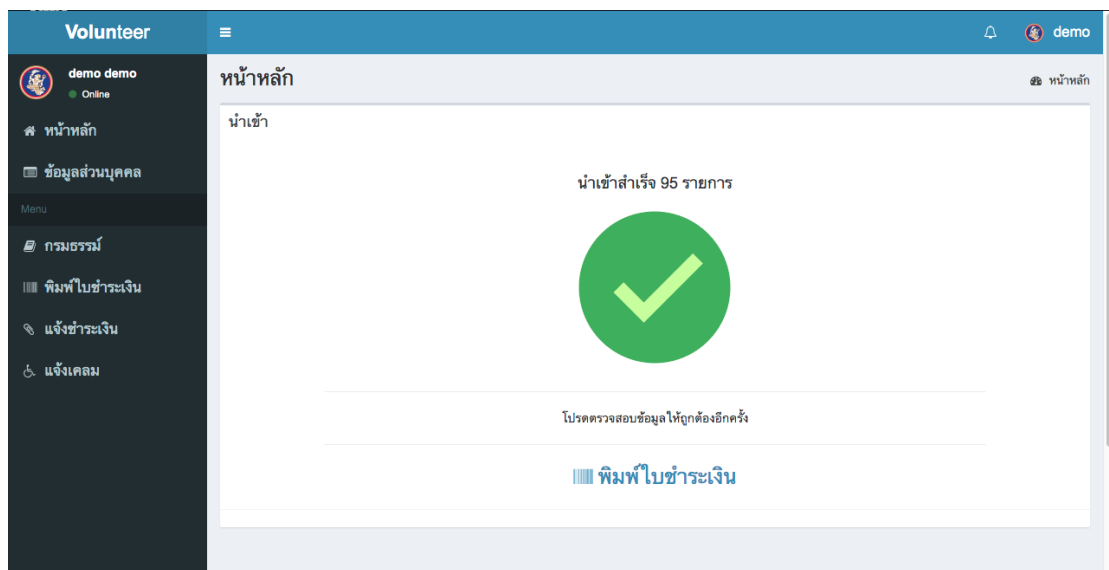 Volunteer
demo
demo demo
Online
หน้าหลัก
หน้าหลัก
หน้าหลัก
ข้อมูลส่วนบุคคล
Menu
กรมธรรม์
พิมพ์ใบชำระเงิน
แจ้งชำระเงิน
แจ้งเคลม
นำเข้า
นำเข้าสำเร็จ 95 รายการ
โปรดตรวจสอบข้อมูลให้ถูกต้องอีกครั้ง
พิมพ์ใบชำระเงิน